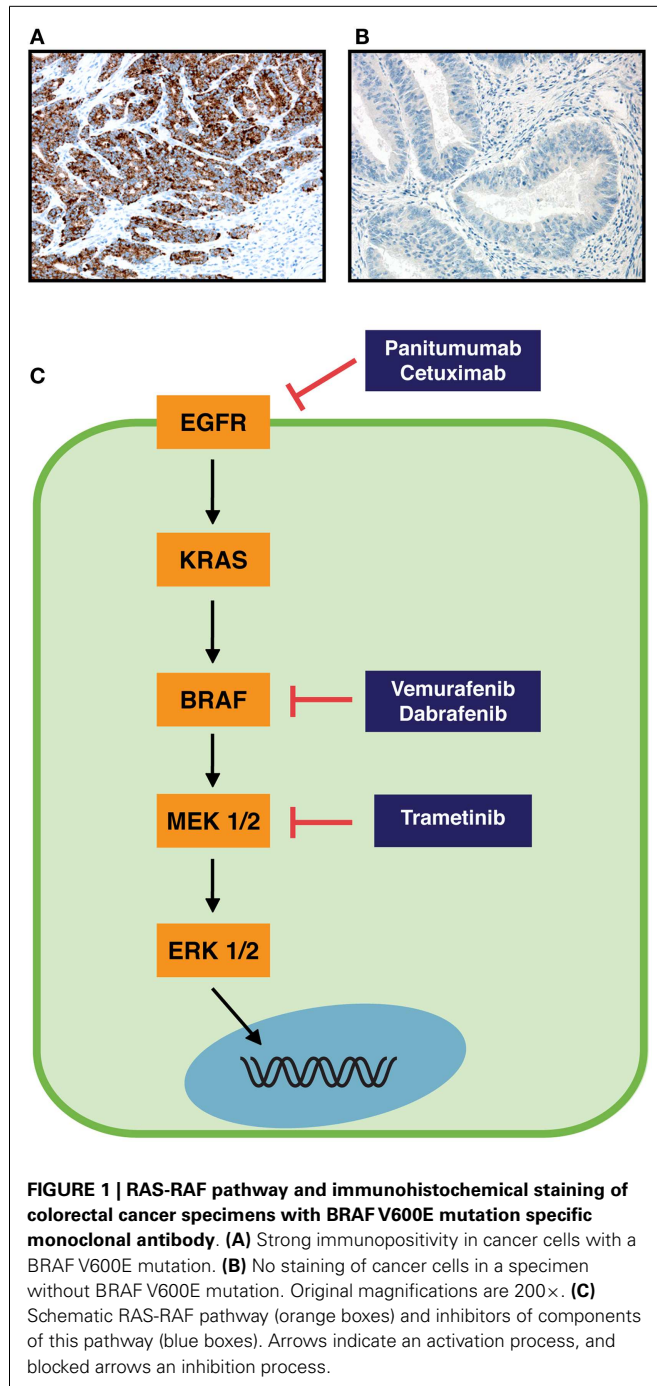 A
B
C
Panitumumab
Cetuximab
EGFR
KRAS
BRAF
Vemurafenib
Dabrafenib
MEK 1/2
Trametinib
ERK 1/2
FIGURE 1 | RAS-RAF pathway and immunohistochemical staining of
colorectal cancer specimens with BRAF V600E mutation specific
monoclonal antibody. (A) Strong immunopositivity in cancer cells with a
BRAF V600E mutation. (B) No staining of cancer cells in a specimen
without BRAF V600E mutation. Original magnifications are 200×. (C)
Schematic RAS-RAF pathway (orange boxes) and inhibitors of components
of this pathway (blue boxes). Arrows indicate an activation process, and
blocked arrows an inhibition process.